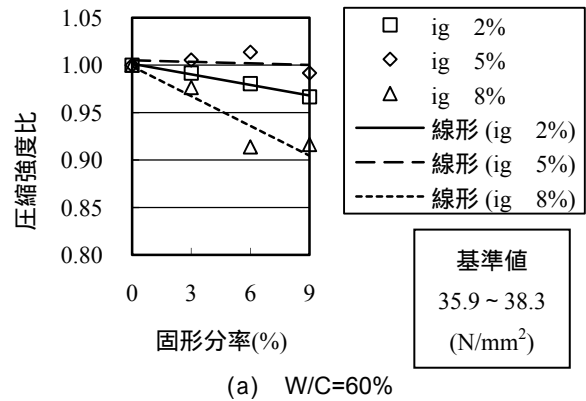 圧縮強度比
1.05
1.00
0.95
0.90
0.85
0.80
0 3 6 9
固形分率(%)
ig 2%
ig 5%
ig 8%
線形 (ig 2%)
線形 (ig 5%)
線形 (ig 8%)
基準値
35.9 ~ 38.3
(N/mm²)
(a) W/C=60%